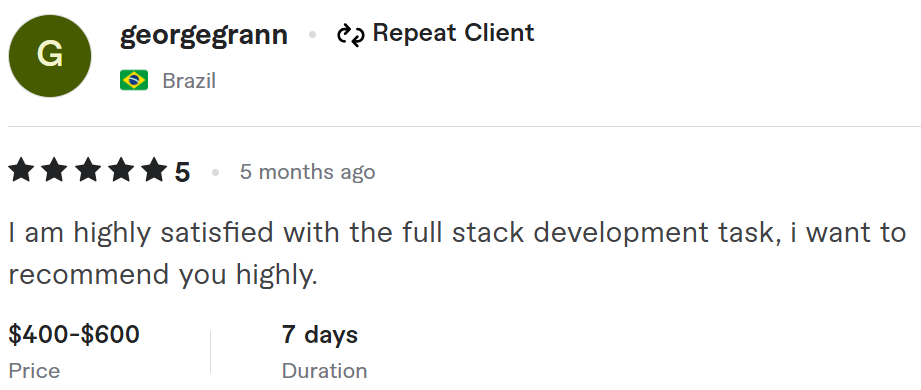 G
georgegrann • Repeat Client
Brazil
5 • 5 months ago
I am highly satisfied with the full stack development task, i want to
recommend you highly.
$400-$600 7 days
Price Duration